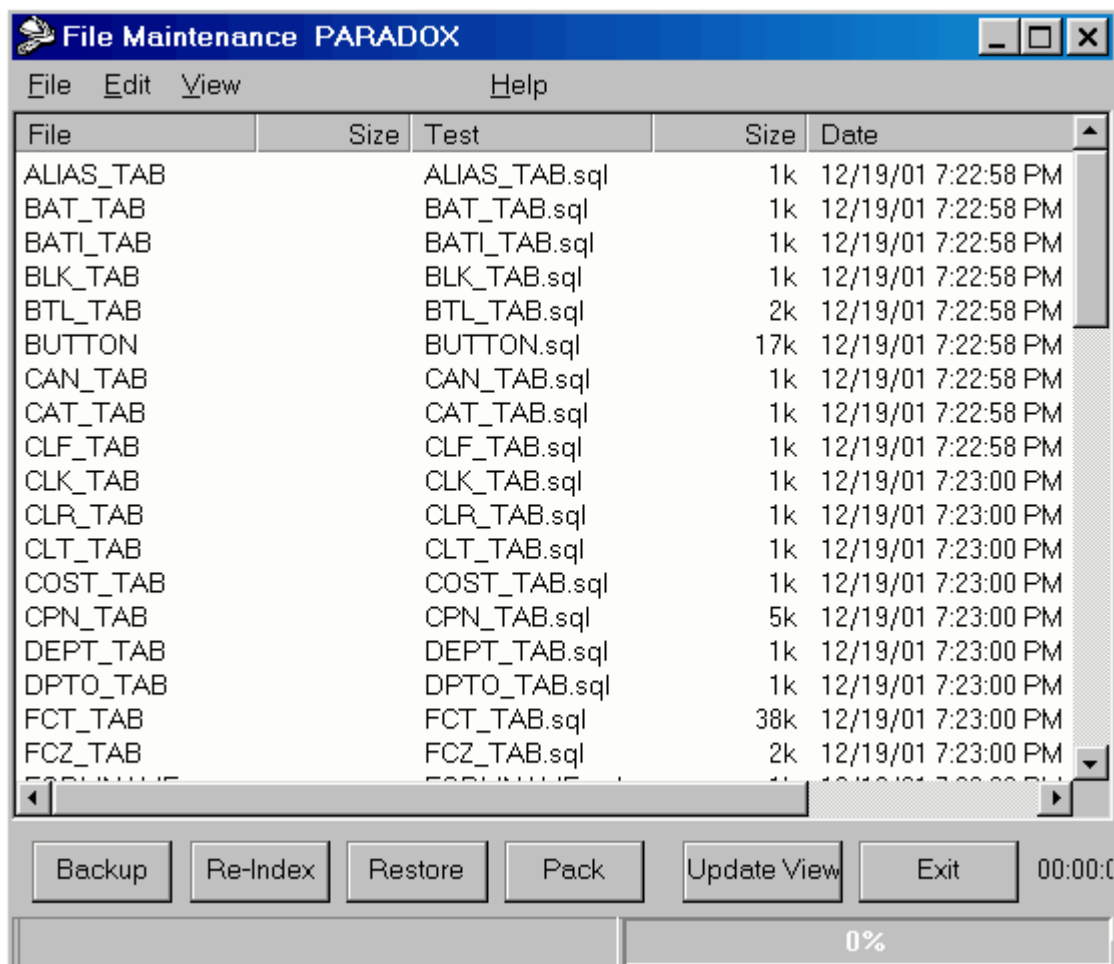 File Maintenance PARADOX
File Edit View Help
File Size Test Size Date
ALIAS_TAB ALIAS_TAB.sql 1k 12/19/01 7:22:58 PM
BAT_TAB BAT_TAB.sql 1k 12/19/01 7:22:58 PM
BATI_TAB BATI_TAB.sql 1k 12/19/01 7:22:58 PM
BLK_TAB BLK_TAB.sql 1k 12/19/01 7:22:58 PM
BTL_TAB BTL_TAB.sql 2k 12/19/01 7:22:58 PM
BUTTON BUTTON.sql 17k 12/19/01 7:22:58 PM
CAN_TAB CAN_TAB.sql 1k 12/19/01 7:22:58 PM
CAT_TAB CAT_TAB.sql 1k 12/19/01 7:22:58 PM
CLF_TAB CLF_TAB.sql 1k 12/19/01 7:22:58 PM
CLK_TAB CLK_TAB.sql 1k 12/19/01 7:23:00 PM
CLR_TAB CLR_TAB.sql 1k 12/19/01 7:23:00 PM
CLT_TAB CLT_TAB.sql 1k 12/19/01 7:23:00 PM
COST_TAB COST_TAB.sql 1k 12/19/01 7:23:00 PM
CPN_TAB CPN_TAB.sql 5k 12/19/01 7:23:00 PM
DEPT_TAB DEPT_TAB.sql 1k 12/19/01 7:23:00 PM
DPTO_TAB DPTO_TAB.sql 1k 12/19/01 7:23:00 PM
FCT_TAB FCT_TAB.sql 38k 12/19/01 7:23:00 PM
FCZ_TAB FCZ_TAB.sql 2k 12/19/01 7:23:00 PM
Backup Re-Index Restore Pack Update View Exit 00:00:
0%